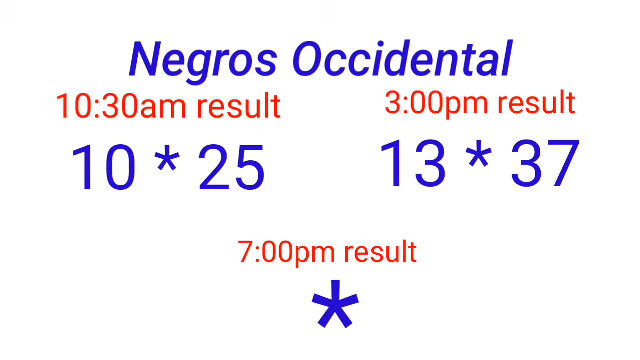 Negros Occidental
10:30am result
10 * 25
3:00pm result
13 * 37
7:00pm result
*